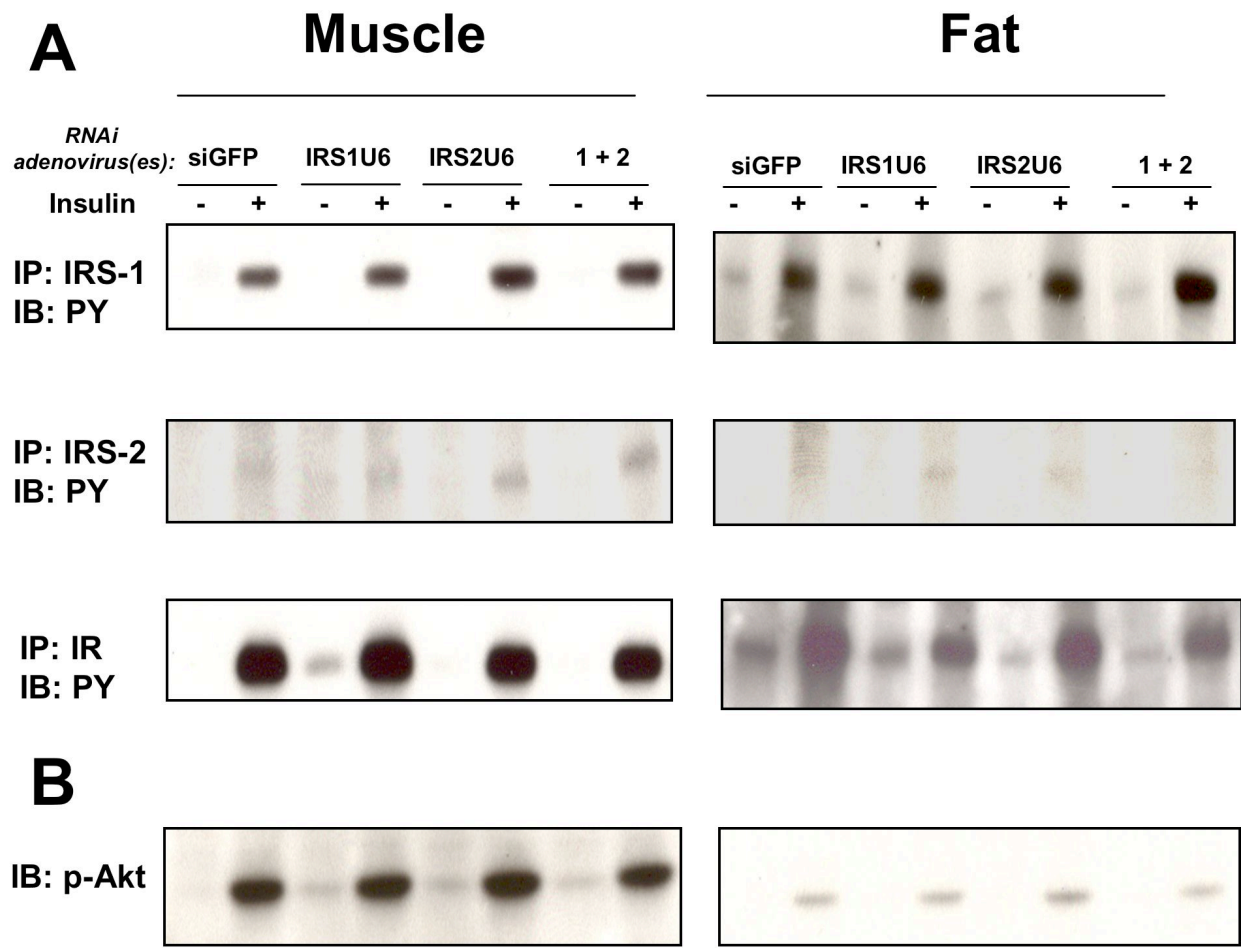 A
Muscle
Fat
RNAi
adenovirus(es):
siGFP IRS1U6 IRS2U6 1 + 2
siGFP IRS1U6 IRS2U6 1 + 2
Insulin - + - + - + - +
- + - + - + - +
IP: IRS-1
IB: PY
IP: IRS-2
IB: PY
IP: IR
IB: PY
B
IB: p-Akt